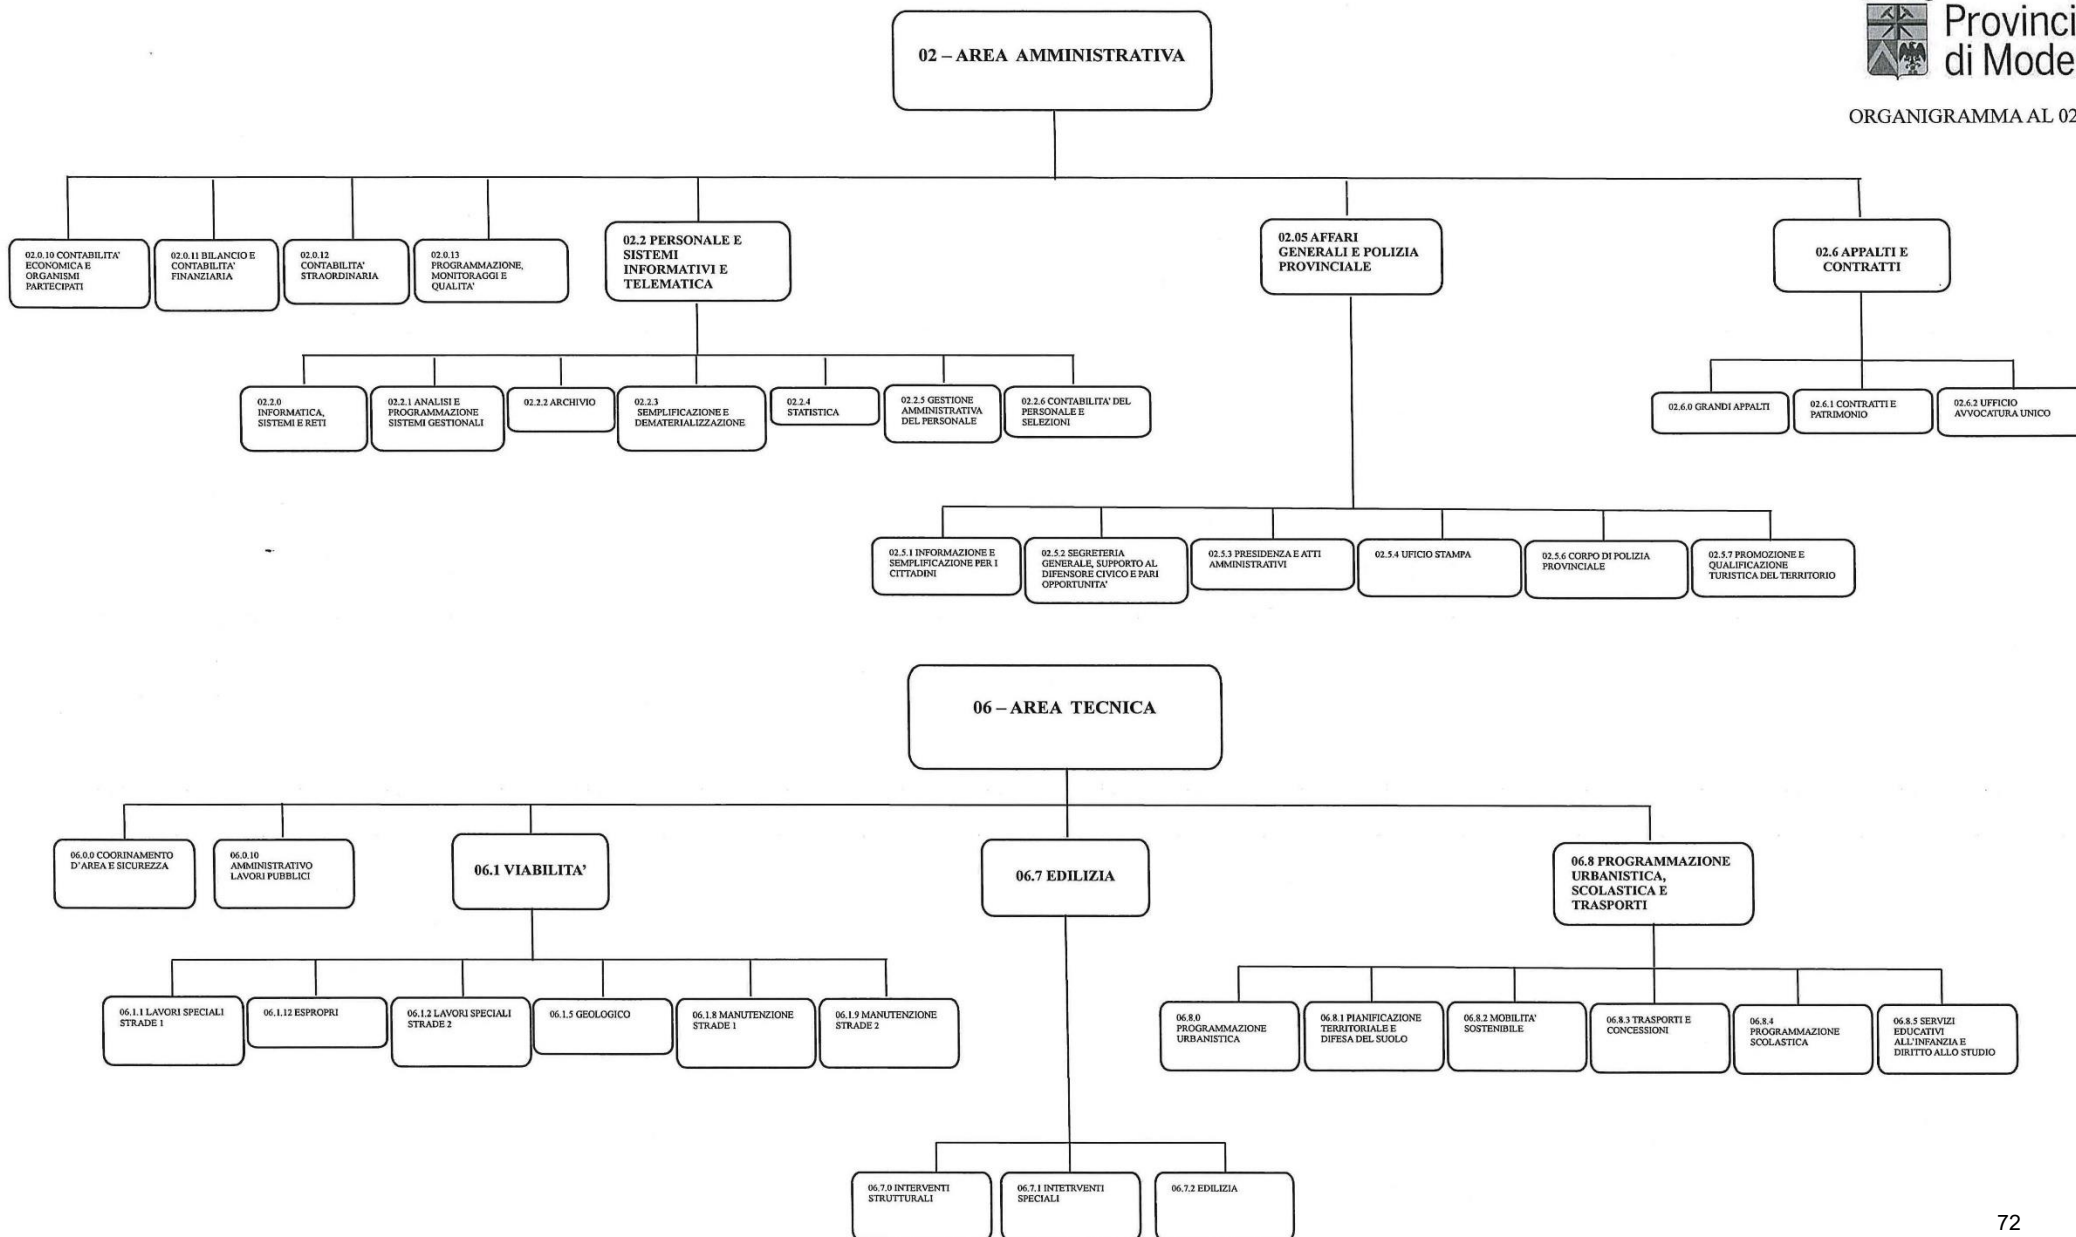 02 – AREA AMMINISTRATIVA
Provinci
di Mode
ORGANIGRAMMA AL 02
02.0.10 CONTABILITA'
ECONOMICA E
ORGANISMI
PARTECIPATI
02.0.11 BILANCIO E
CONTABILITA'
FINANZIARIA
02.0.12
CONTABILITA'
STRAORDINARIA
02.0.13
PROGRAMMAZIONE,
MONITORAGGI E
QUALITA'
02.2 PERSONALE E
SISTEMI
INFORMATIVI E
TELEMATICA
02.05 AFFARI
GENERALI E POLIZIA
PROVINCIALE
02.6 APPALTI E
CONTRATTI
02.2.0
INFORMATICA,
SISTEMI E RETI
02.2.1 ANALISI E
PROGRAMMAZIONE
SISTEMI GESTIONALI
02.2.2 ARCHIVIO
02.2.3
SEMPLIFICAZIONE E
DEMATERIALIZZAZIONE
02.2.4
STATISTICA
02.2.5 GESTIONE
AMMINISTRATIVA
DEL PERSONALE
02.2.6 CONTABILITA' DEL
PERSONALE E
SELEZIONI
02.6.0 GRANDI APPALTI
02.6.1 CONTRATTI E
PATRIMONIO
02.6.2 UFFICIO
AVVOCATURA UNICO
02.5.1 INFORMAZIONE E
SEMPLIFICAZIONE PER I
CITTADINI
02.5.2 SEGRETERIA
GENERALE, SUPPORTO AL
DIFENSORE CIVICO E PARI
OPPORTUNITA'
02.5.3 PRESIDENZA E ATTI
AMMINISTRATIVI
02.5.4 UFICIO STAMPA
02.5.6 CORPO DI POLIZIA
PROVINCIALE
02.5.7 PROMOZIONE E
QUALIFICAZIONE
TURISTICA DEL TERRITORIO
06 – AREA TECNICA
06.0.0 COORINAMENTO
D'AREA E SICUREZZA
06.0.10
AMMINISTRATIVO
LAVORI PUBBLICI
06.1 VIABILITA'
06.7 EDILIZIA
06.8 PROGRAMMAZIONE
URBANISTICA,
SCOLASTICA E
TRASPORTI
06.1.1 LAVORI SPECIALI
STRADE 1
06.1.12 ESPROPRI
06.1.2 LAVORI SPECIALI
STRADE 2
06.1.5 GEOLOGICO
06.1.8 MANUTENZIONE
STRADE 1
06.1.9 MANUTENZIONE
STRADE 2
06.8.0
PROGRAMMAZIONE
URBANISTICA
06.8.1 PIANIFICAZIONE
TERRITORIALE E
DIFESA DEL SUOLO
06.8.2 MOBILITA'
SOSTENIBILE
06.8.3 TRASPORTI E
CONCESSIONI
06.8.4
PROGRAMMAZIONE
SCOLASTICA
06.8.5 SERVIZI
EDUCATIVI
ALL'INFANZIA E
DIRITTO ALLO STUDIO
06.7.0 INTERVENTI
STRUTTURALI
06.7.1 INTETRVENTI
SPECIALI
06.7.2 EDILIZIA
72